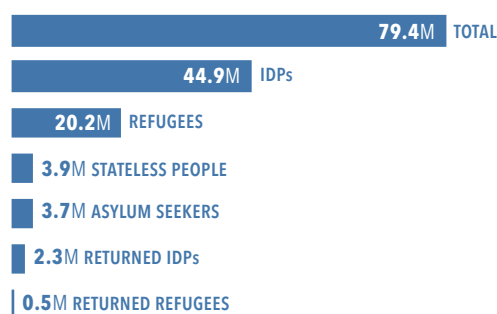 79.4M TOTAL
44.9M IDPs
20.2M REFUGEES
3.9M STATELESS PEOPLE
3.7M ASYLUM SEEKERS
2.3M RETURNED IDPs
0.5M RETURNED REFUGEES